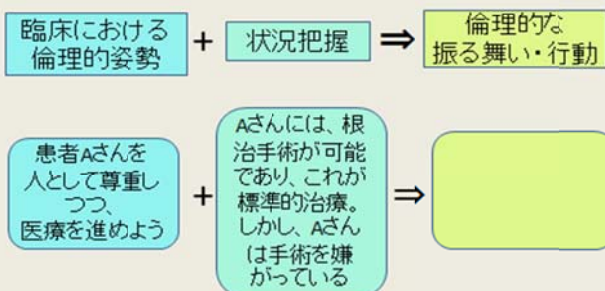 臨床における
倫理的姿勢
+
状況把握
⇒
倫理的な
振る舞い・行動
患者Aさんを
人として尊重し
つつ、
医療を進めよう
+
Aさんには、根
治手術が可能
であり、これが
標準的治療。
しかし、Aさん
は手術を嫌
がっている
⇒